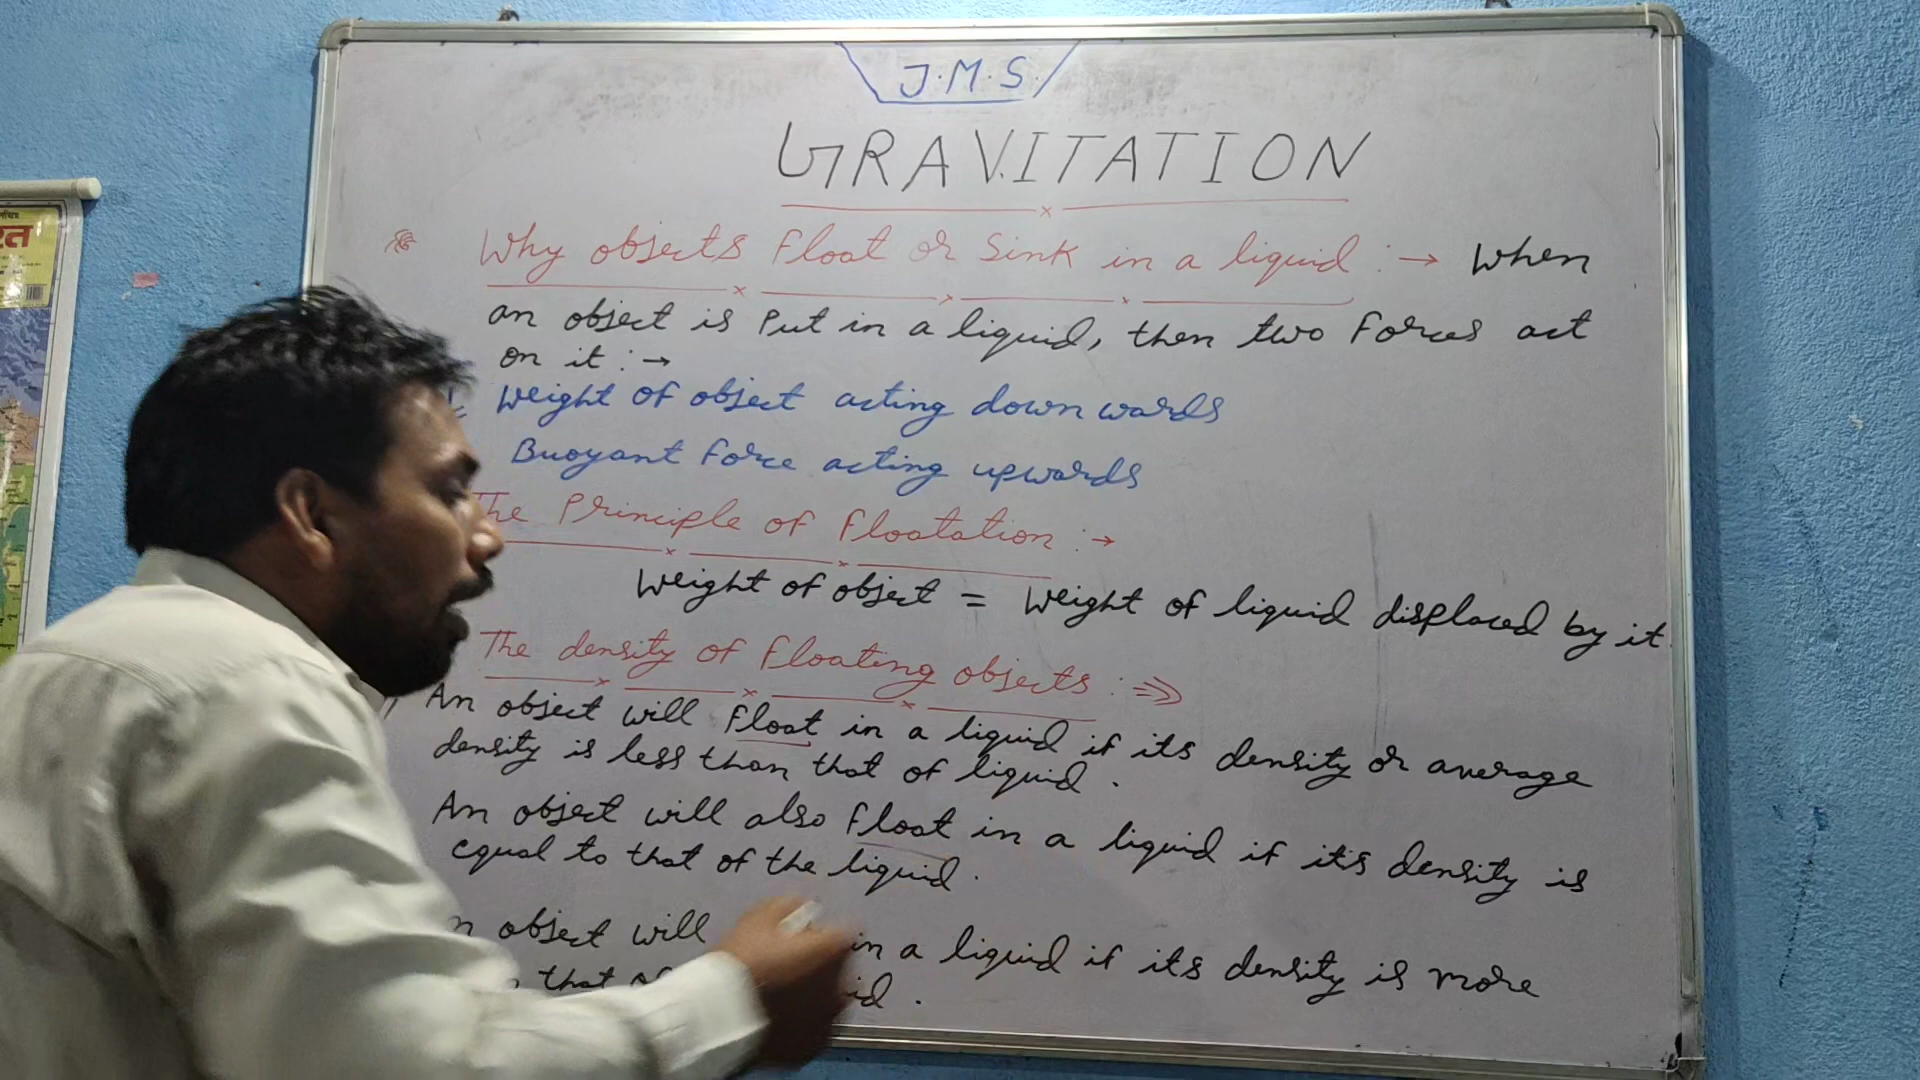 J.M.S.
GRAVITATION
Why objects float or sink in a liquid :→ When
an object is put in a liquid, then two forces act
on it :→
Weight of object acting down wards
Buoyant force acting upwards
The Principle of floatation :→
Weight of object = Weight of liquid displaced by it.
The density of floating objects :⇒
An object will float in a liquid if its density or average
density is less than that of liquid.
An object will also float in a liquid if its density is
equal to that of the liquid.
object will in a liquid if its density is more
that
रत